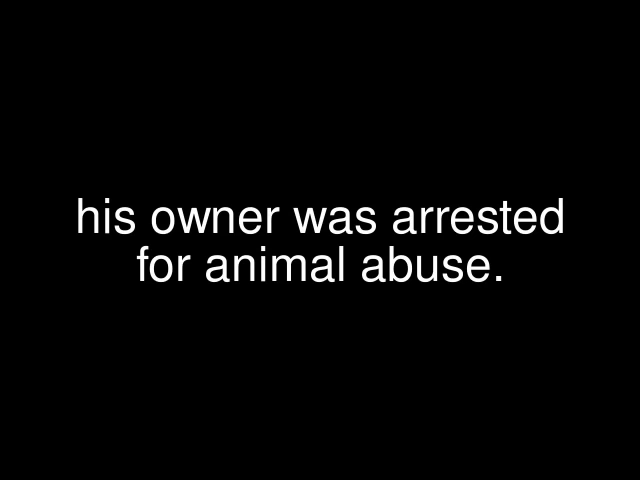 his owner was arrested
for animal abuse.